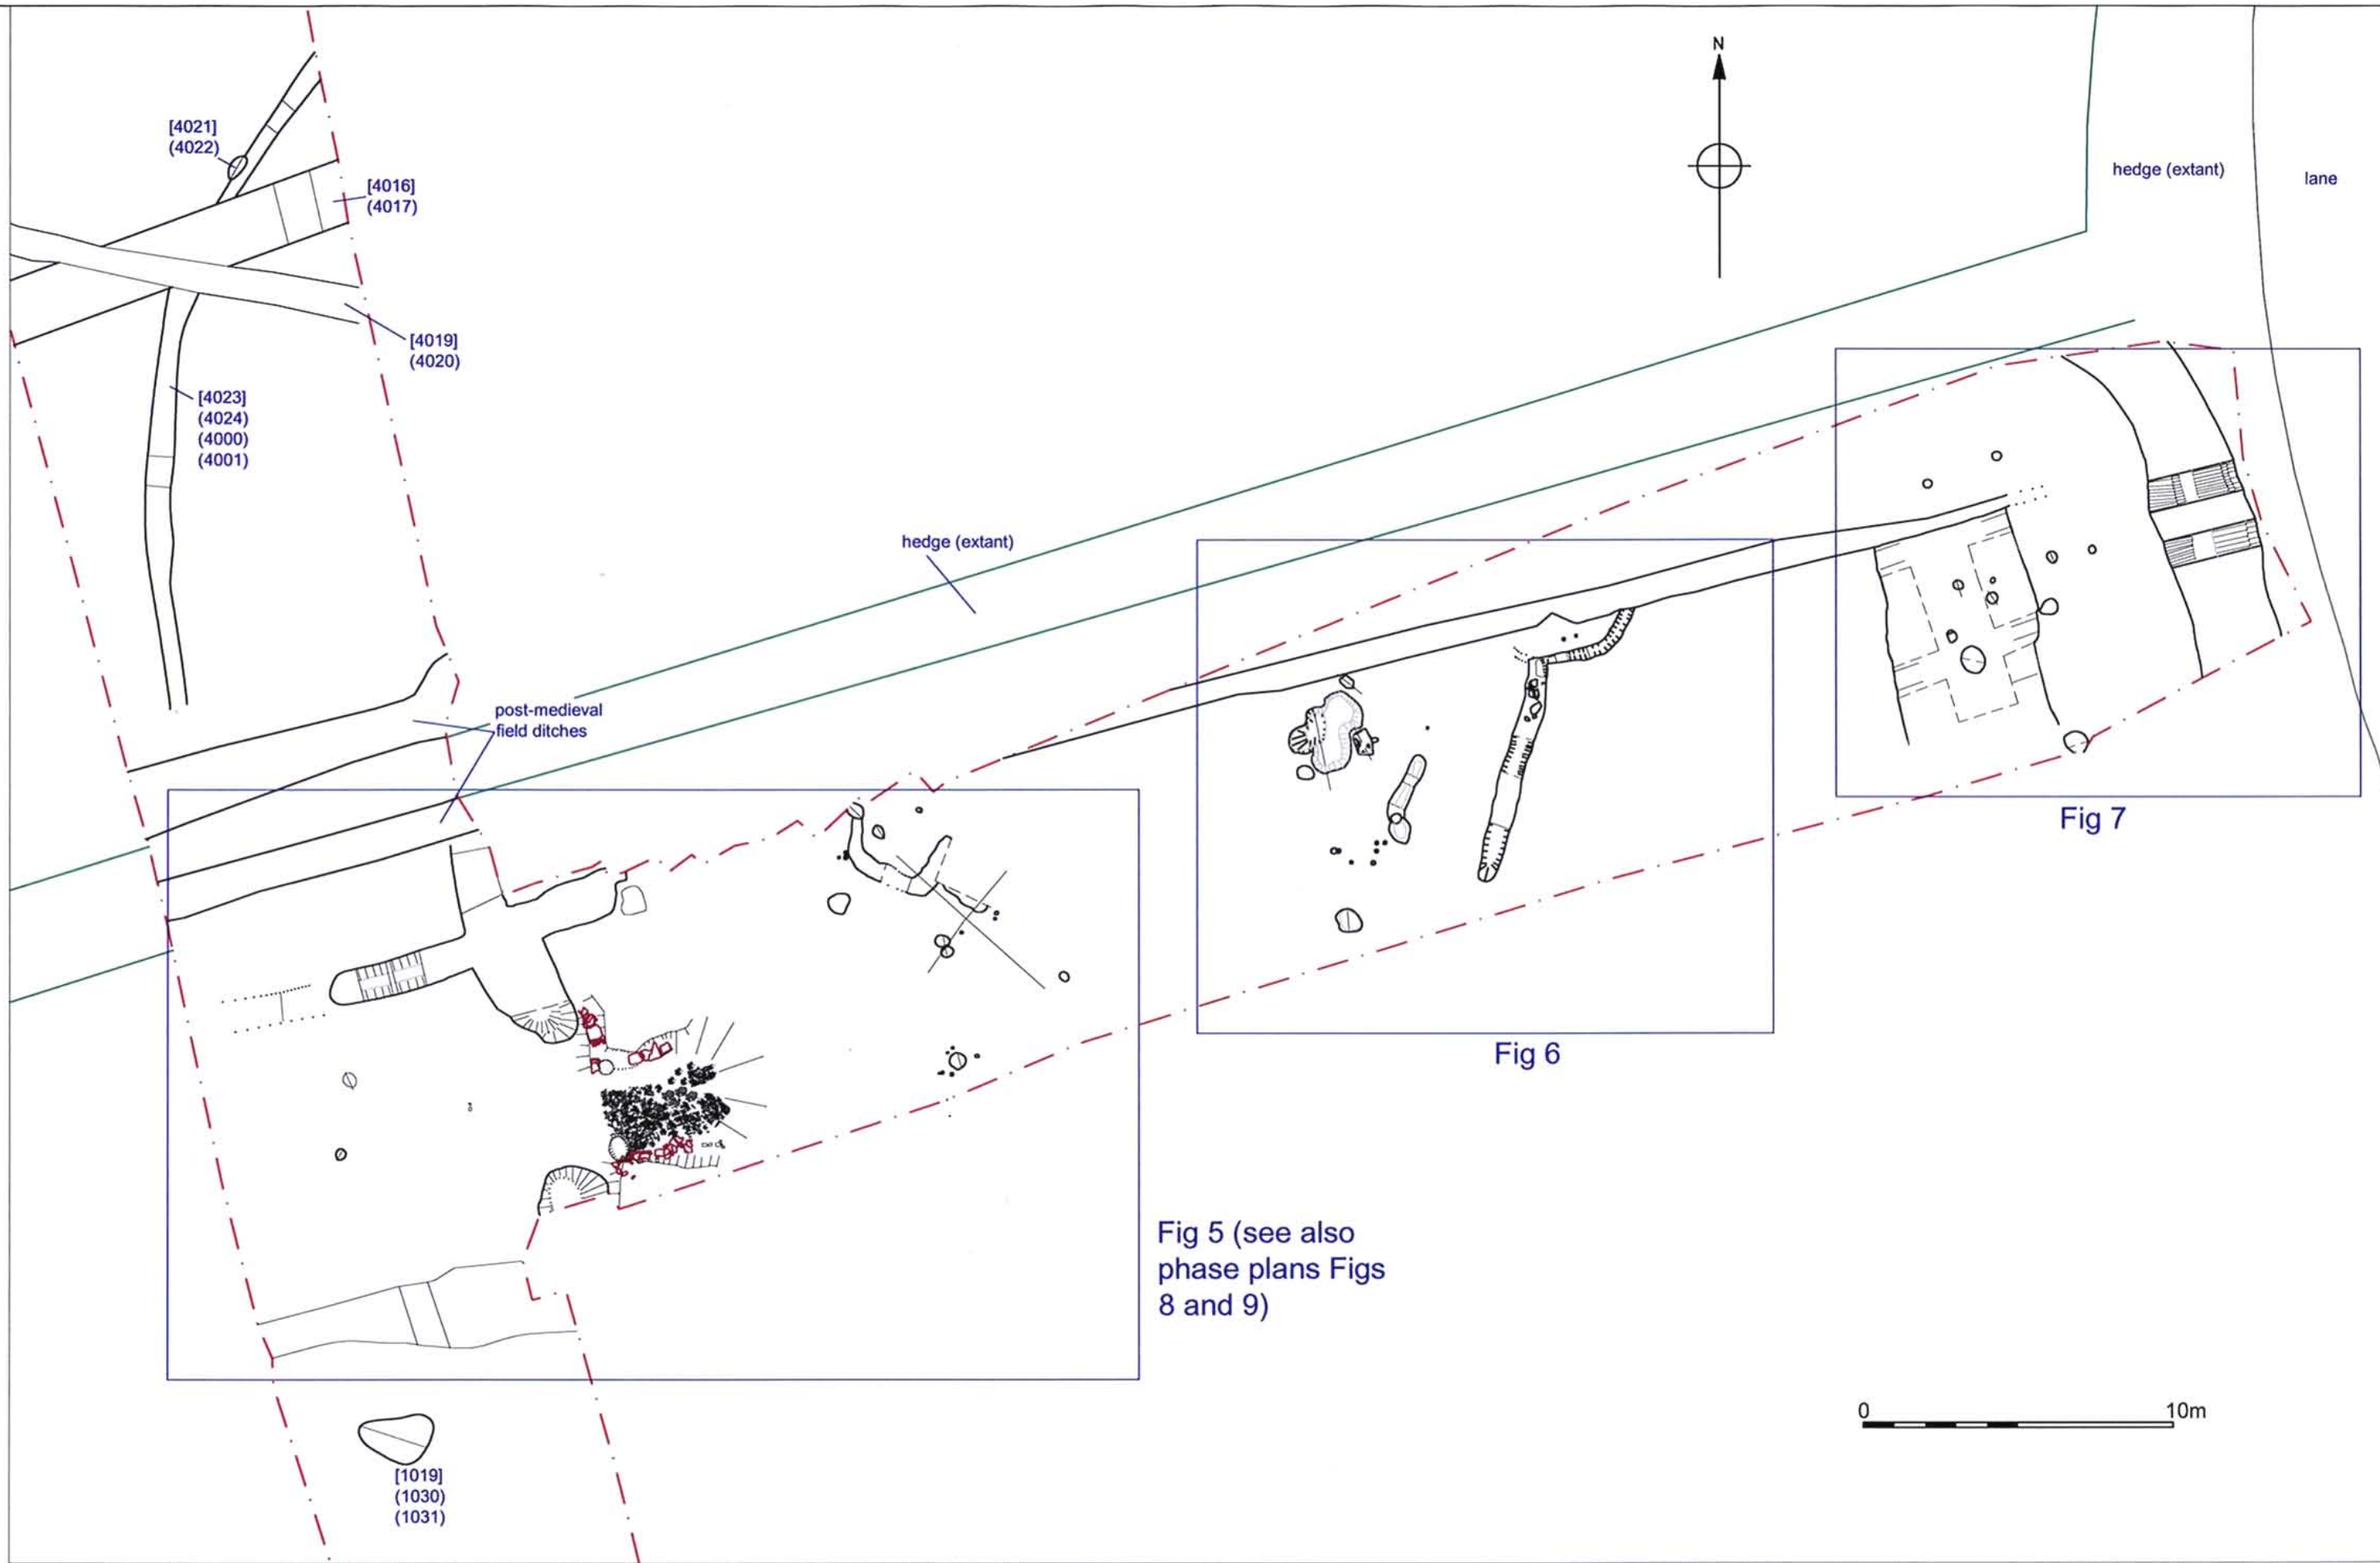 N
[4021]
(4022)
[4016]
(4017)
hedge (extant)
lane
[4019]
(4020)
[4023]
(4024)
(4000)
(4001)
hedge (extant)
post-medieval
field ditches
Fig 7
Fig 6
Fig 5 (see also
phase plans Figs
8 and 9)
0 10m
[1019]
(1030)
(1031)